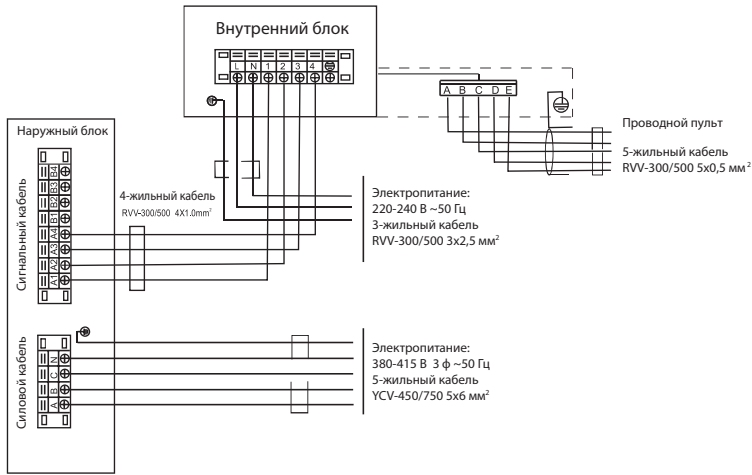 Внутренний блок
L N 1 2 3 4
A B C D E
Проводной пульт
5-жильный кабель
RVV-300/500 5x0,5 мм²
Наружный блок
Сигнальный кабель
B4
B3
B2
B1
A4
A3
A2
A1
4-жильный кабель
RVV-300/500 4X1.0mm²
Электропитание:
220-240 В ~50 Гц
3-жильный кабель
RVV-300/500 3x2,5 мм²
Силовой кабель
N
C
B
A
Электропитание:
380-415 В 3 ф ~50 Гц
5-жильный кабель
YCV-450/750 5x6 мм²